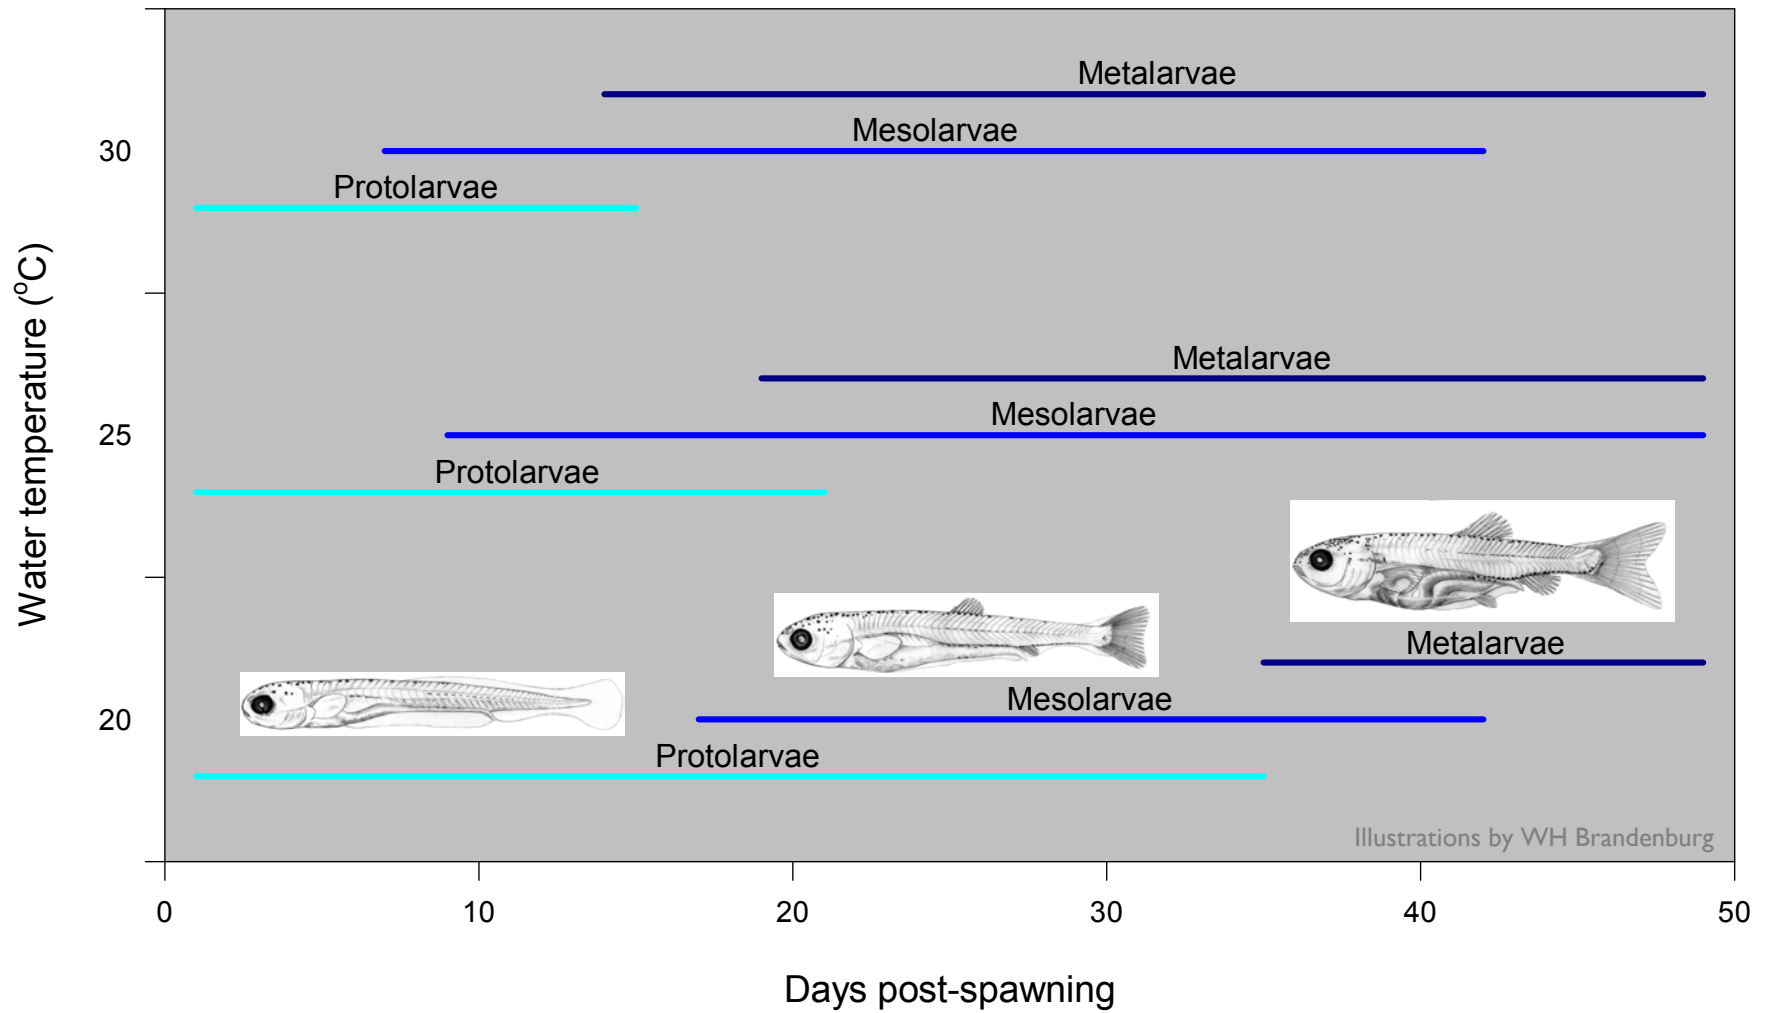 Metalarvae
Mesolarvae
30
Protolarvae
Water temperature (°C)
Metalarvae
Mesolarvae
25
Protolarvae
Metalarvae
Mesolarvae
20
Protolarvae
Illustrations by WH Brandenburg
0 10 20 30 40 50
Days post-spawning